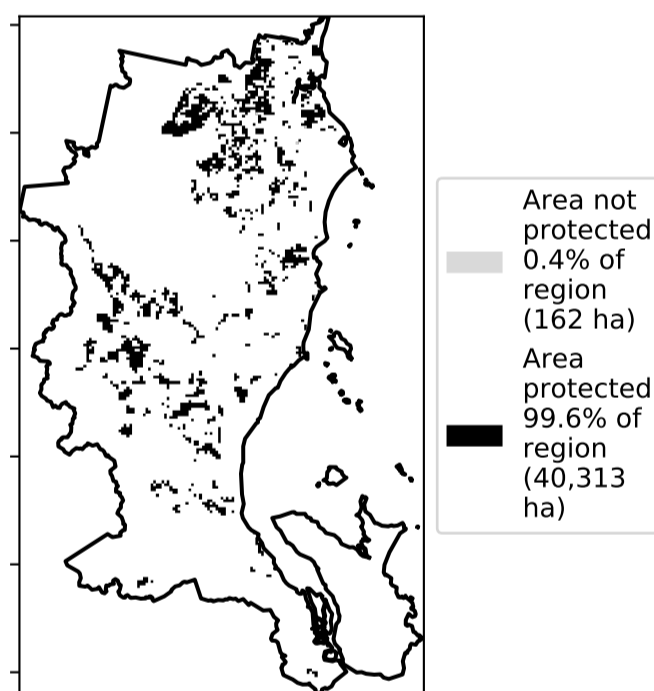 Area not
protected
0.4% of
region
(162 ha)
Area
protected
99.6% of
region
(40,313
ha)